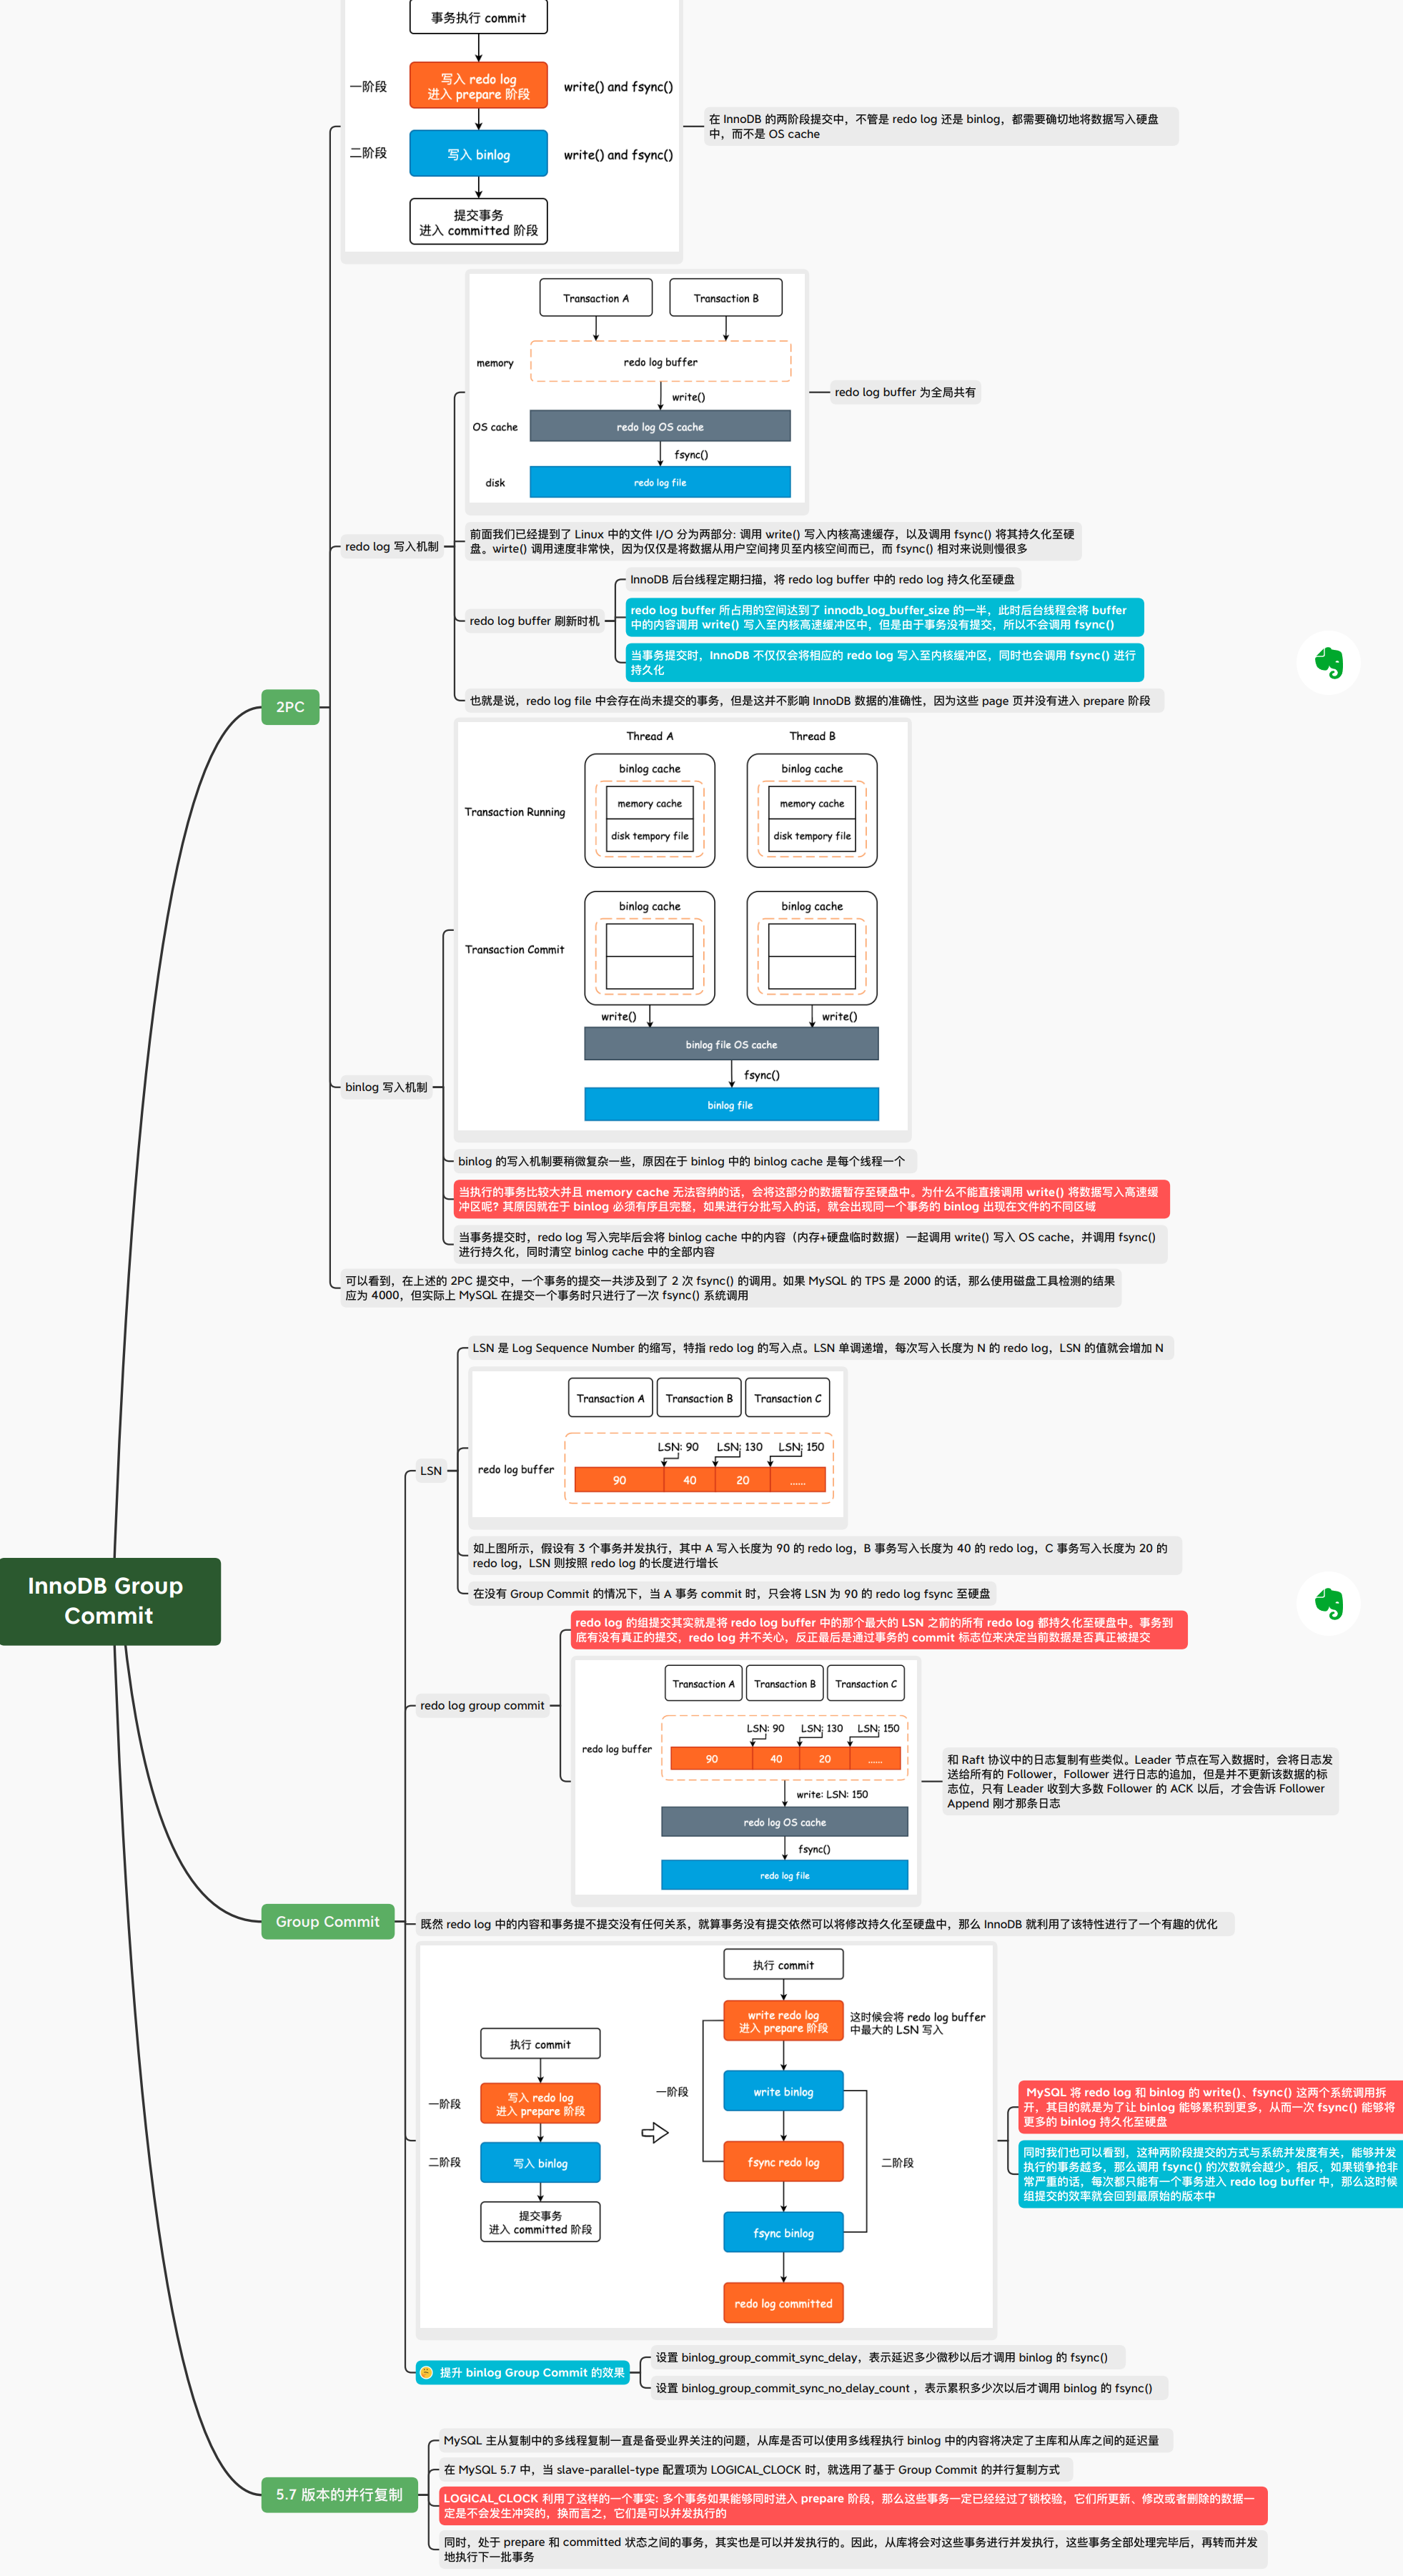 事务执行 commit
一阶段
写入 redo log
进入 prepare 阶段
write() and fsync()
二阶段
写入 binlog
write() and fsync()
提交事务
进入 committed 阶段
在 InnoDB 的两阶段提交中，不管是 redo log 还是 binlog，都需要确切地将数据写入硬盘
中，而不是 OS cache
Transaction A
Transaction B
memory
redo log buffer
write()
OS cache
redo log OS cache
fsync()
disk
redo log file
redo log buffer 为全局共有
redo log 写入机制
前面我们已经提到了 Linux 中的文件 I/O 分为两部分: 调用 write() 写入内核高速缓存，以及调用 fsync() 将其持久化至硬
盘。wirte() 调用速度非常快，因为仅仅是将数据从用户空间拷贝至内核空间而已，而 fsync() 相对来说则慢很多
redo log buffer 刷新时机
InnoDB 后台线程定期扫描，将 redo log buffer 中的 redo log 持久化至硬盘
redo log buffer 所占用的空间达到了 innodb_log_buffer_size 的一半，此时后台线程会将 buffer
中的内容调用 write() 写入至内核高速缓冲区中，但是由于事务没有提交，所以不会调用 fsync()
当事务提交时，InnoDB 不仅仅会将相应的 redo log 写入至内核缓冲区，同时也会调用 fsync() 进行
持久化
也就是说，redo log file 中会存在尚未提交的事务，但是这并不影响 InnoDB 数据的准确性，因为这些 page 页并没有进入 prepare 阶段
2PC
Thread A
Thread B
Transaction Running
binlog cache
memory cache
disk tempory file
binlog cache
memory cache
disk tempory file
Transaction Commit
binlog cache
binlog cache
write()
write()
binlog file OS cache
fsync()
binlog file
binlog 写入机制
binlog 的写入机制要稍微复杂一些，原因在于 binlog 中的 binlog cache 是每个线程一个
当执行的事务比较大并且 memory cache 无法容纳的话，会将这部分的数据暂存至硬盘中。为什么不能直接调用 write() 将数据写入高速缓
冲区呢? 其原因就在于 binlog 必须有序且完整，如果进行分批写入的话，就会出现同一个事务的 binlog 出现在文件的不同区域
当事务提交时，redo log 写入完毕后会将 binlog cache 中的内容（内存+硬盘临时数据）一起调用 write() 写入 OS cache，并调用 fsync()
进行持久化，同时清空 binlog cache 中的全部内容
可以看到，在上述的 2PC 提交中，一个事务的提交一共涉及到了 2 次 fsync() 的调用。如果 MySQL 的 TPS 是 2000 的话，那么使用磁盘工具检测的结果
应为 4000，但实际上 MySQL 在提交一个事务时只进行了一次 fsync() 系统调用
InnoDB Group
Commit
LSN
LSN 是 Log Sequence Number 的缩写，特指 redo log 的写入点。LSN 单调递增，每次写入长度为 N 的 redo log，LSN 的值就会增加 N
Transaction A
Transaction B
Transaction C
LSN: 90
LSN: 130
LSN: 150
redo log buffer
90
40
20
......
如上图所示，假设有 3 个事务并发执行，其中 A 写入长度为 90 的 redo log，B 事务写入长度为 40 的 redo log，C 事务写入长度为 20 的
redo log，LSN 则按照 redo log 的长度进行增长
在没有 Group Commit 的情况下，当 A 事务 commit 时，只会将 LSN 为 90 的 redo log fsync 至硬盘
redo log group commit
redo log 的组提交其实就是将 redo log buffer 中的那个最大的 LSN 之前的所有 redo log 都持久化至硬盘中。事务到
底有没有真正的提交，redo log 并不关心，反正最后是通过事务的 commit 标志位来决定当前数据是否真正被提交
Transaction A
Transaction B
Transaction C
LSN: 90
LSN: 130
LSN: 150
redo log buffer
90
40
20
......
write: LSN: 150
redo log OS cache
fsync()
redo log file
和 Raft 协议中的日志复制有些类似。Leader 节点在写入数据时，会将日志发
送给所有的 Follower，Follower 进行日志的追加，但是并不更新该数据的标
志位，只有 Leader 收到大多数 Follower 的 ACK 以后，才会告诉 Follower
Append 刚才那条日志
Group Commit
既然 redo log 中的内容和事务提不提交没有任何关系，就算事务没有提交依然可以将修改持久化至硬盘中，那么 InnoDB 就利用了该特性进行了一个有趣的优化
执行 commit
一阶段
写入 redo log
进入 prepare 阶段
二阶段
写入 binlog
提交事务
进入 committed 阶段
执行 commit
write redo log
进入 prepare 阶段
这时候会将 redo log buffer
中最大的 LSN 写入
一阶段
write binlog
fsync redo log
二阶段
fsync binlog
redo log committed
MySQL 将 redo log 和 binlog 的 write()、fsync() 这两个系统调用拆
开，其目的就是为了让 binlog 能够累积到更多，从而一次 fsync() 能够将
更多的 binlog 持久化至硬盘
同时我们也可以看到，这种两阶段提交的方式与系统并发度有关，能够并发
执行的事务越多，那么调用 fsync() 的次数就会越少。相反，如果锁争抢非
常严重的话，每次都只能有一个事务进入 redo log buffer 中，那么这时候
组提交的效率就会回到最原始的版本中
提升 binlog Group Commit 的效果
设置 binlog_group_commit_sync_delay，表示延迟多少微秒以后才调用 binlog 的 fsync()
设置 binlog_group_commit_sync_no_delay_count ，表示累积多少次以后才调用 binlog 的 fsync()
5.7 版本的并行复制
MySQL 主从复制中的多线程复制一直是备受业界关注的问题，从库是否可以使用多线程执行 binlog 中的内容将决定了主库和从库之间的延迟量
在 MySQL 5.7 中，当 slave-parallel-type 配置项为 LOGICAL_CLOCK 时，就选用了基于 Group Commit 的并行复制方式
LOGICAL_CLOCK 利用了这样的一个事实: 多个事务如果能够同时进入 prepare 阶段，那么这些事务一定已经经过了锁校验，它们所更新、修改或者删除的数据一
定是不会发生冲突的，换而言之，它们是可以并发执行的
同时，处于 prepare 和 committed 状态之间的事务，其实也是可以并发执行的。因此，从库将会对这些事务进行并发执行，这些事务全部处理完毕后，再转而并发
地执行下一批事务